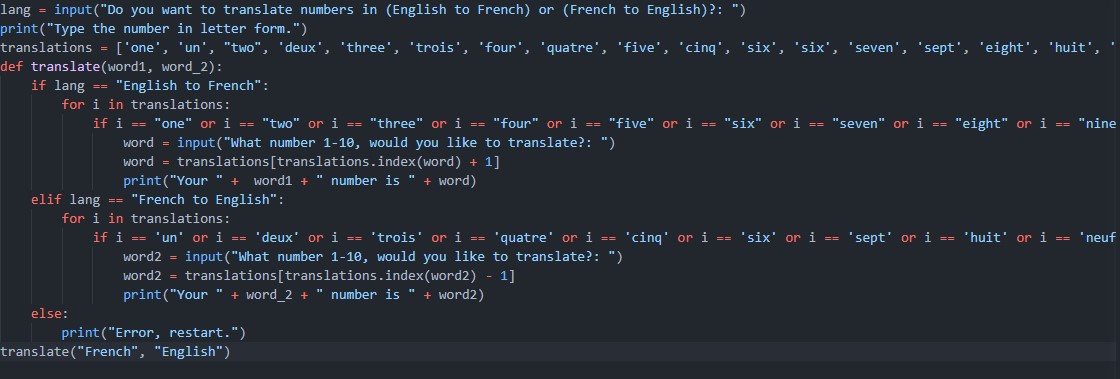 lang = input("Do you want to translate numbers in (English to French) or (French to English)?: ")
print("Type the number in letter form.")
translations = ['one', 'un', "two", 'deux', 'three', 'trois', 'four', 'quatre', 'five', 'cinq', 'six', 'six', 'seven', 'sept', 'eight', 'huit', '
def translate(word1, word_2):
    if lang == "English to French":
        for i in translations:
            if i == "one" or i == "two" or i == "three" or i == "four" or i == "five" or i == "six" or i == "seven" or i == "eight" or i == "nine
                word = input("What number 1-10, would you like to translate?: ")
                word = translations[translations.index(word) + 1]
                print("Your " +  word1 + " number is " + word)
    elif lang == "French to English":
        for i in translations:
            if i == 'un' or i == 'deux' or i == 'trois' or i == 'quatre' or i == 'cinq' or i == 'six' or i == 'sept' or i == 'huit' or i == 'neuf
                word2 = input("What number 1-10, would you like to translate?: ")
                word2 = translations[translations.index(word2) - 1]
                print("Your " + word_2 + " number is " + word2)
    else:
        print("Error, restart.")
translate("French", "English")